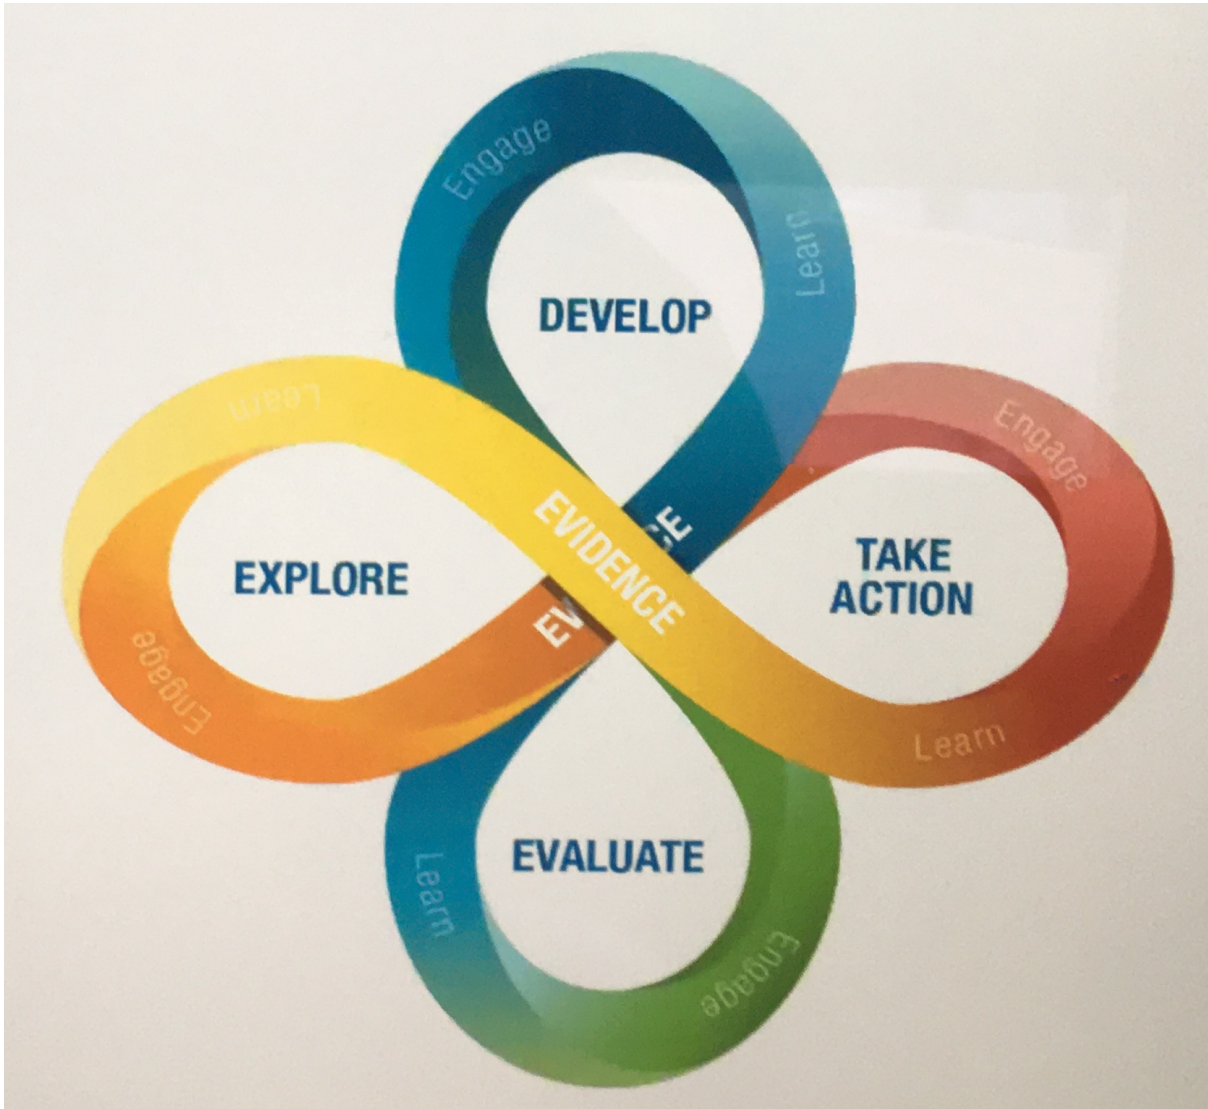 Engage
Learn
DEVELOP
Learn
Engage
EVIDENCE
EXPLORE
TAKE
ACTION
Engage
Learn
EVALUATE
Learn
Engage